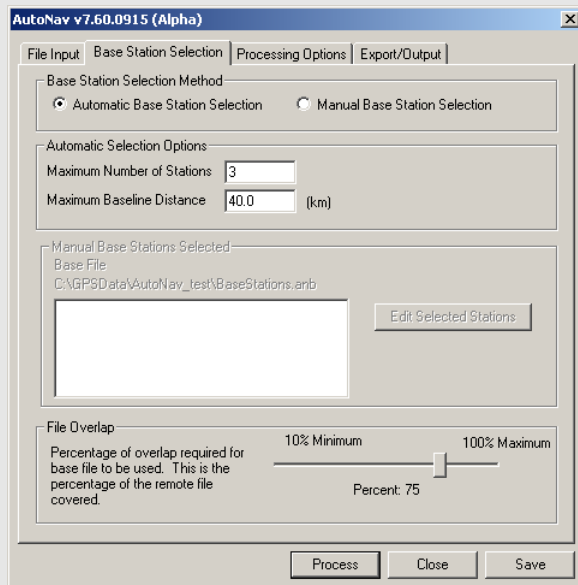 AutoNav v7.60.0915 (Alpha)
File Input Base Station Selection Processing Options Export/Output
Base Station Selection Method
Automatic Base Station Selection Manual Base Station Selection
Automatic Selection Options
Maximum Number of Stations 3
Maximum Baseline Distance 40.0 (km)
Manual Base Stations Selected
Base File
C:\GPSData\AutoNav_test\BaseStations.anb
Edit Selected Stations
File Overlap
Percentage of overlap required for
base file to be used. This is the
percentage of the remote file
covered.
10% Minimum 100% Maximum
Percent: 75
Process Close Save